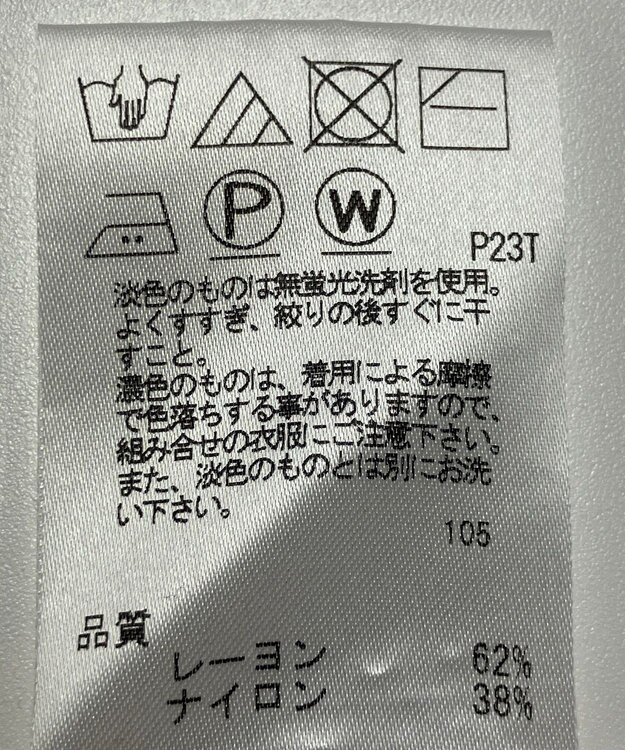 P
W
P23T
淡色のものは無蛍光洗剤を使用。
よくすすぎ、絞りの後すぐに干
すこと。
濃色のものは、着用による摩擦
で色落ちする事がありますので、
組み合せの衣服にご注意下さい。
また、淡色のものとは別にお洗
い下さい。
105
品質
レーヨン 62%
ナイロン 38%